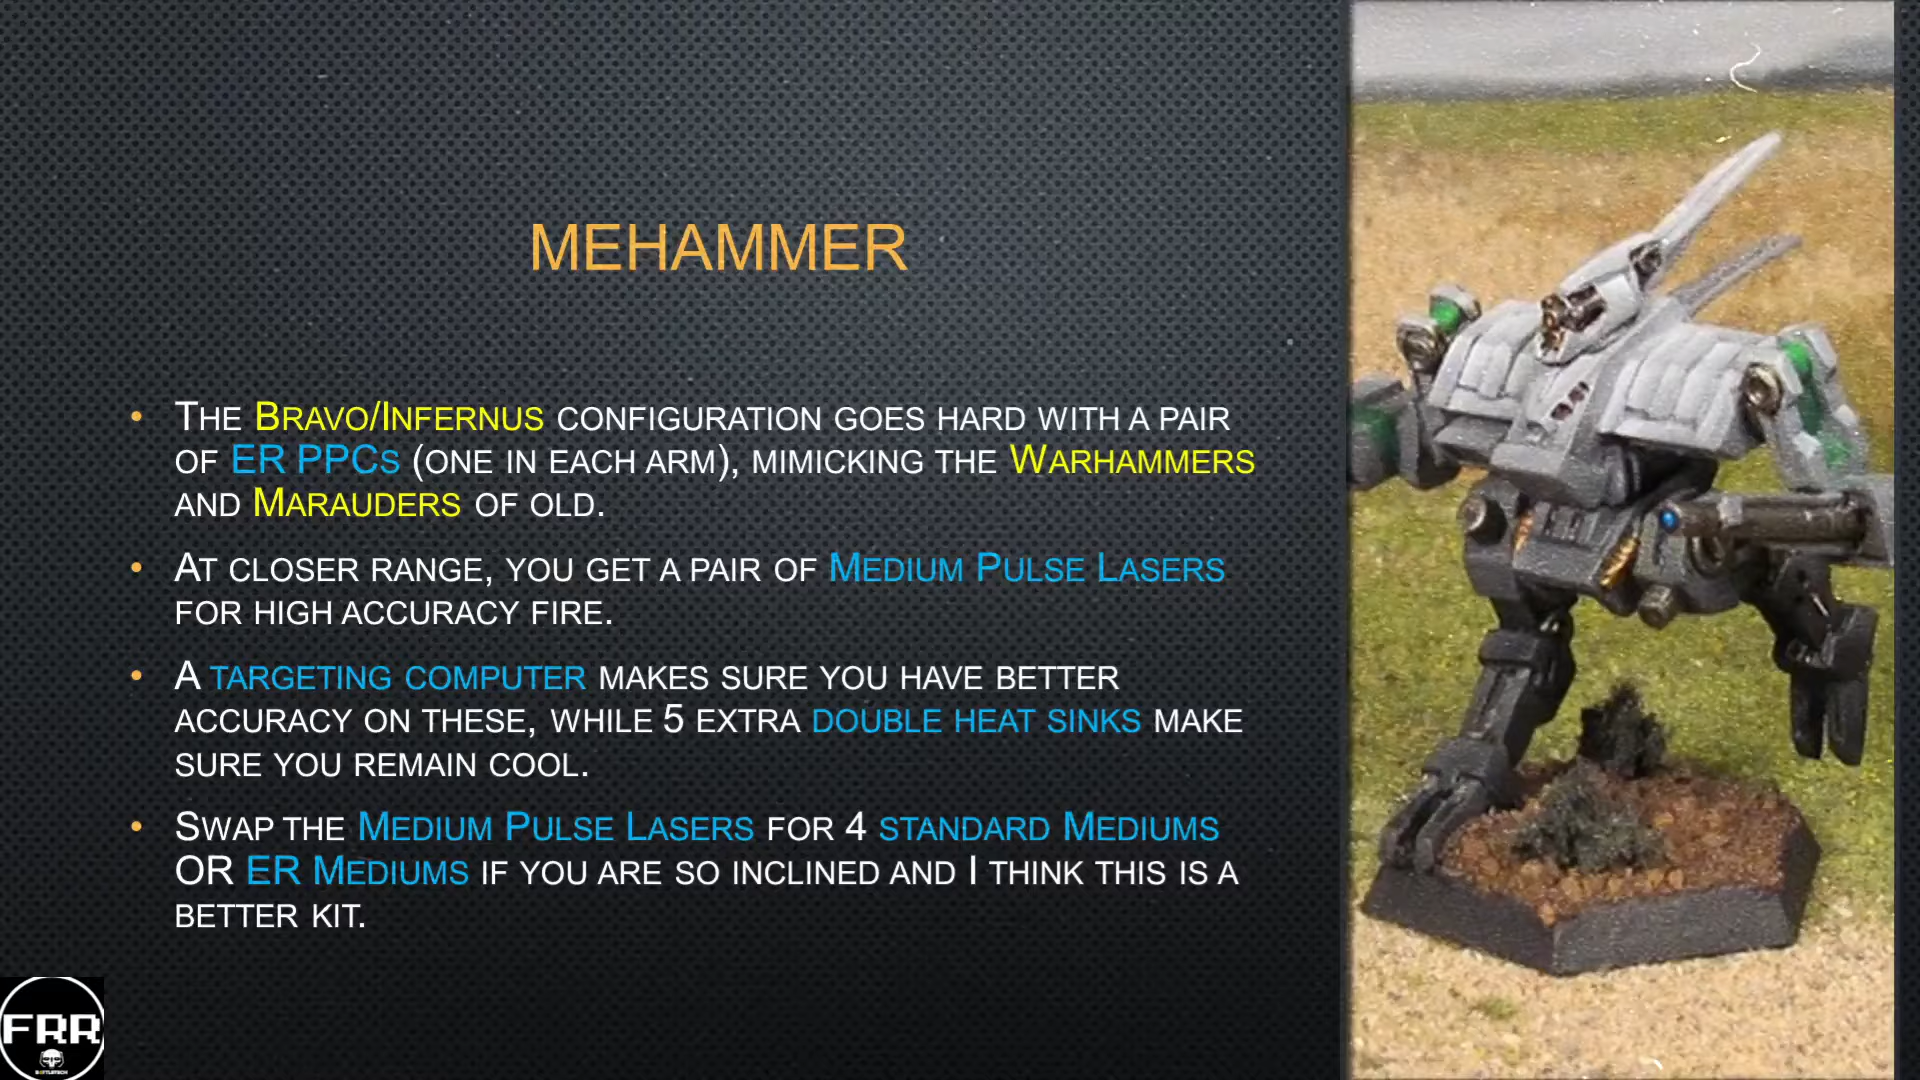 MEHAMMER
• THE BRAVO/INFERNUS CONFIGURATION GOES HARD WITH A PAIR
OF ER PPCS (ONE IN EACH ARM), MIMICKING THE WARHAMMERS
AND MARAUDERS OF OLD.
• AT CLOSER RANGE, YOU GET A PAIR OF MEDIUM PULSE LASERS
FOR HIGH ACCURACY FIRE.
• A TARGETING COMPUTER MAKES SURE YOU HAVE BETTER
ACCURACY ON THESE, WHILE 5 EXTRA DOUBLE HEAT SINKS MAKE
SURE YOU REMAIN COOL.
• SWAP THE MEDIUM PULSE LASERS FOR 4 STANDARD MEDIUMS
OR ER MEDIUMS IF YOU ARE SO INCLINED AND I THINK THIS IS A
BETTER KIT.
FRR
BATTLETECH